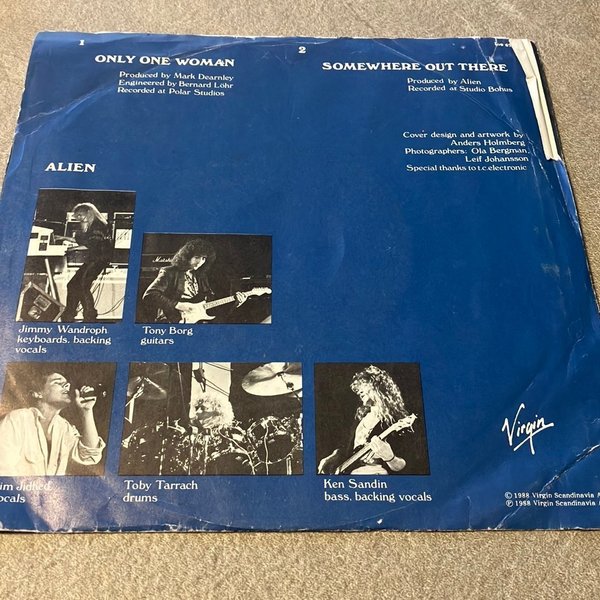 1
ONLY ONE WOMAN
Produced by Mark Dearnley
Engineered by Bernard Löhr
Recorded at Polar Studios
2
SOMEWHERE OUT THERE
Produced by Alien
Recorded at Studio Bohus
Cover design and artwork by
Anders Holmberg
Photographers: Ola Bergman,
Leif Johansson
Special thanks to t.c.electronic
ALIEN
Marshall
Jimmy Wandroph
keyboards, backing
vocals
Tony Borg
guitars
Jidhed
vocals
Toby Tarrach
drums
Ken Sandin
bass, backing vocals
Virgin
© 1988 Virgin Scandinavia A
℗ 1988 Virgin Scandinavia A